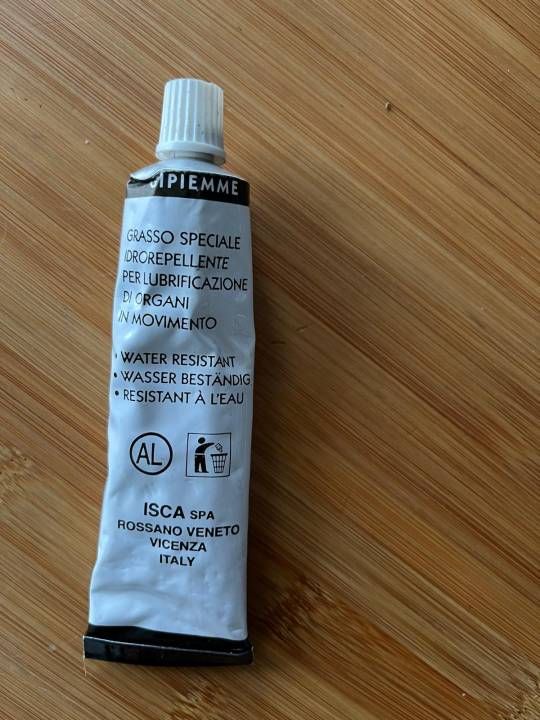 GIPIEMME
GRASSO SPECIALE
IDROREPELLENTE
PER LUBRIFICAZIONE
DI ORGANI
IN MOVIMENTO
• WATER RESISTANT
• WASSER BESTÄNDIG
• RESISTANT À L'EAU
AL
ISCA SPA
ROSSANO VENETO
VICENZA
ITALY